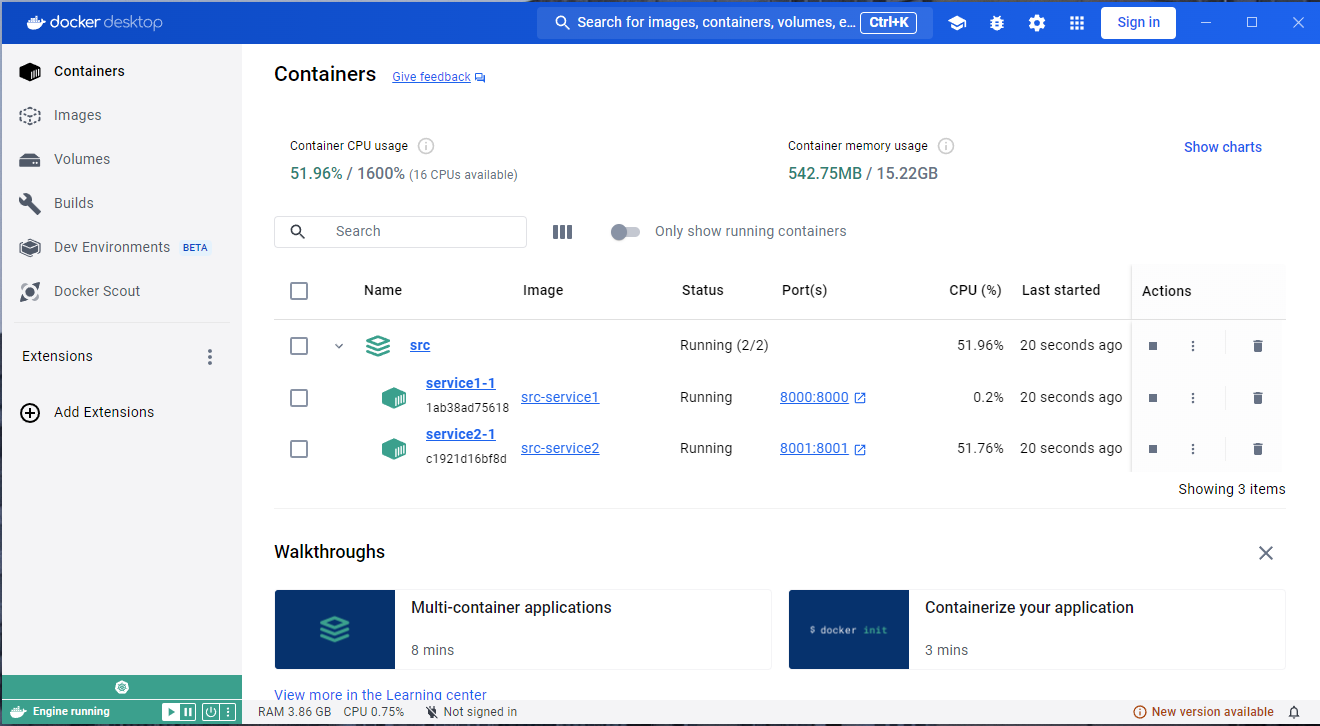 docker desktop
Search for images, containers, volumes, e... Ctrl+K
Sign in
Containers
Images
Volumes
Builds
Dev Environments BETA
Docker Scout
Extensions
Add Extensions
Containers Give feedback
Container CPU usage
51.96% / 1600% (16 CPUs available)
Container memory usage
542.75MB / 15.22GB
Show charts
Search
Only show running containers
Name Image Status Port(s) CPU (%) Last started Actions
src Running (2/2) 51.96% 20 seconds ago
service1-1
1ab38ad75618
src-service1 Running 8000:8000 0.2% 20 seconds ago
service2-1
c1921d16bf8d
src-service2 Running 8001:8001 51.76% 20 seconds ago
Showing 3 items
Walkthroughs
Multi-container applications
8 mins
$ docker init
Containerize your application
3 mins
View more in the Learning center
Engine running
RAM 3.86 GB CPU 0.75% Not signed in
New version available